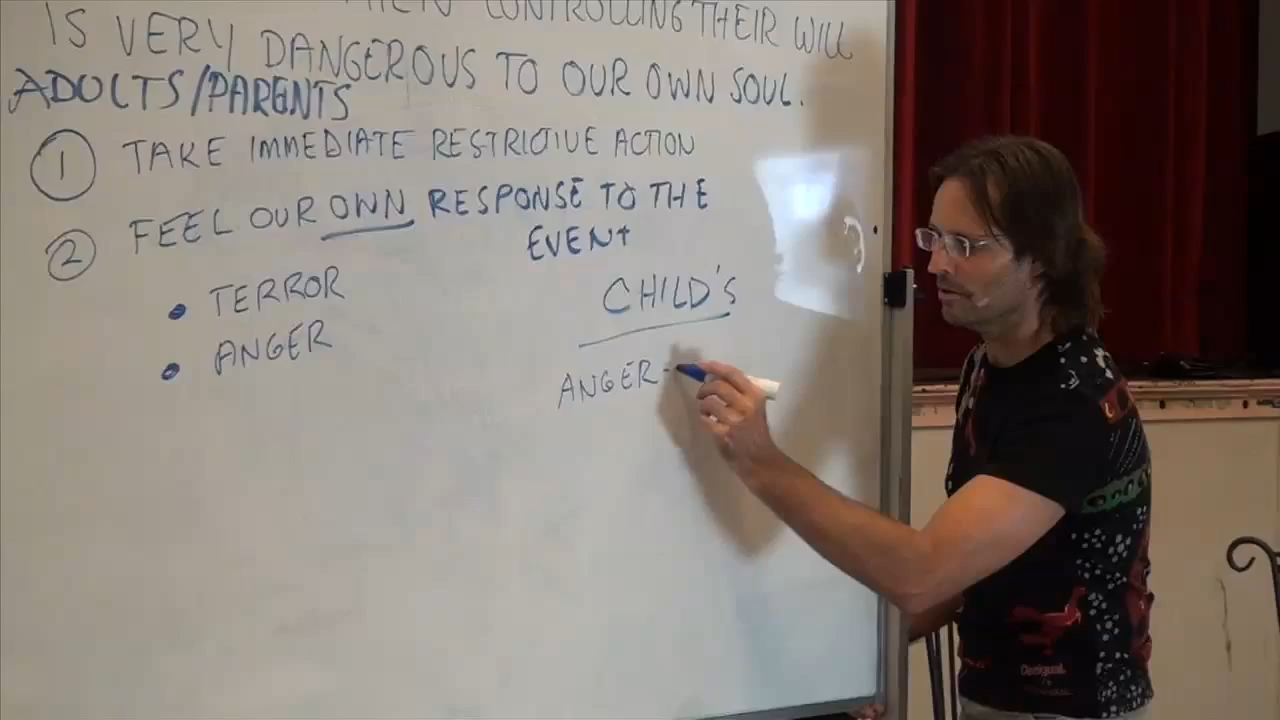 CONTROLLING THEIR WILL
IS VERY DANGEROUS TO OUR OWN SOUL.
ADULTS/PARENTS
1 TAKE IMMEDIATE RESTRICTIVE ACTION
2 FEEL OUR OWN RESPONSE TO THE
EVENT
• TERROR
• ANGER
CHILD'S
ANGER -
Desigual.